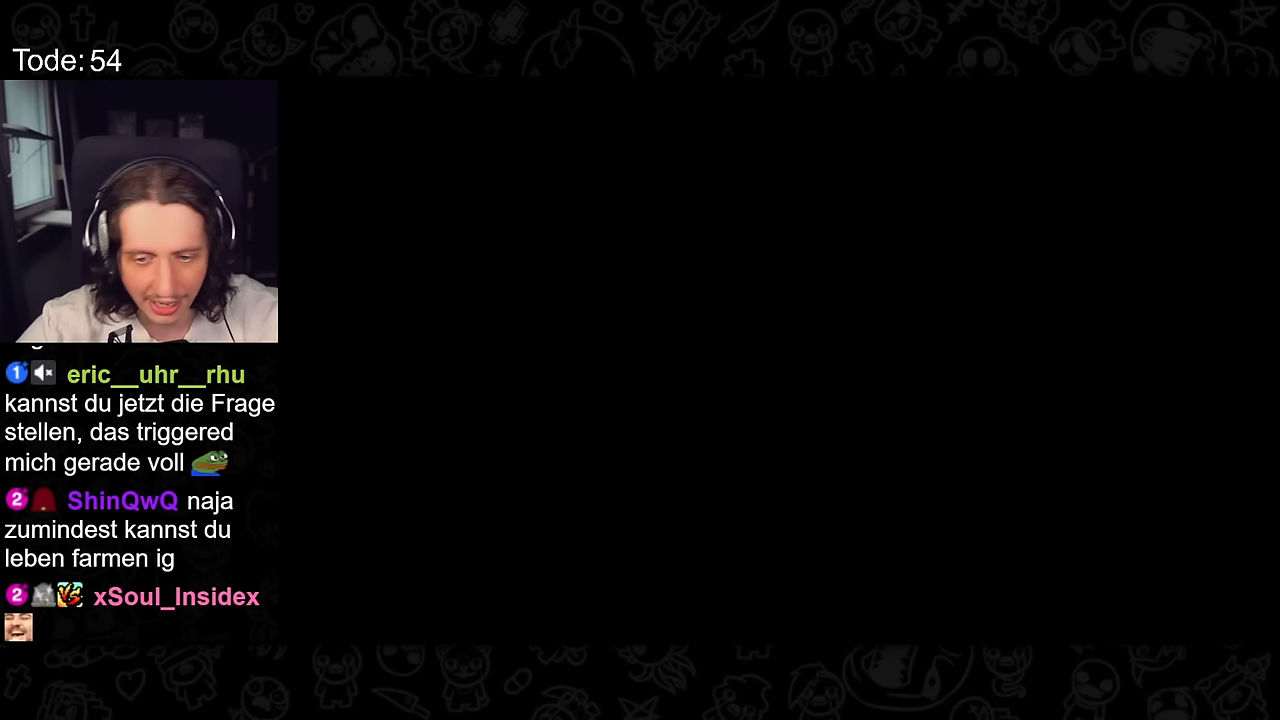 Tode: 54
eric__uhr__rhu
kannst du jetzt die Frage
stellen, das triggered
mich gerade voll
ShinQwQ naja
zumindest kannst du
leben farmen ig
xSoul_Insidex